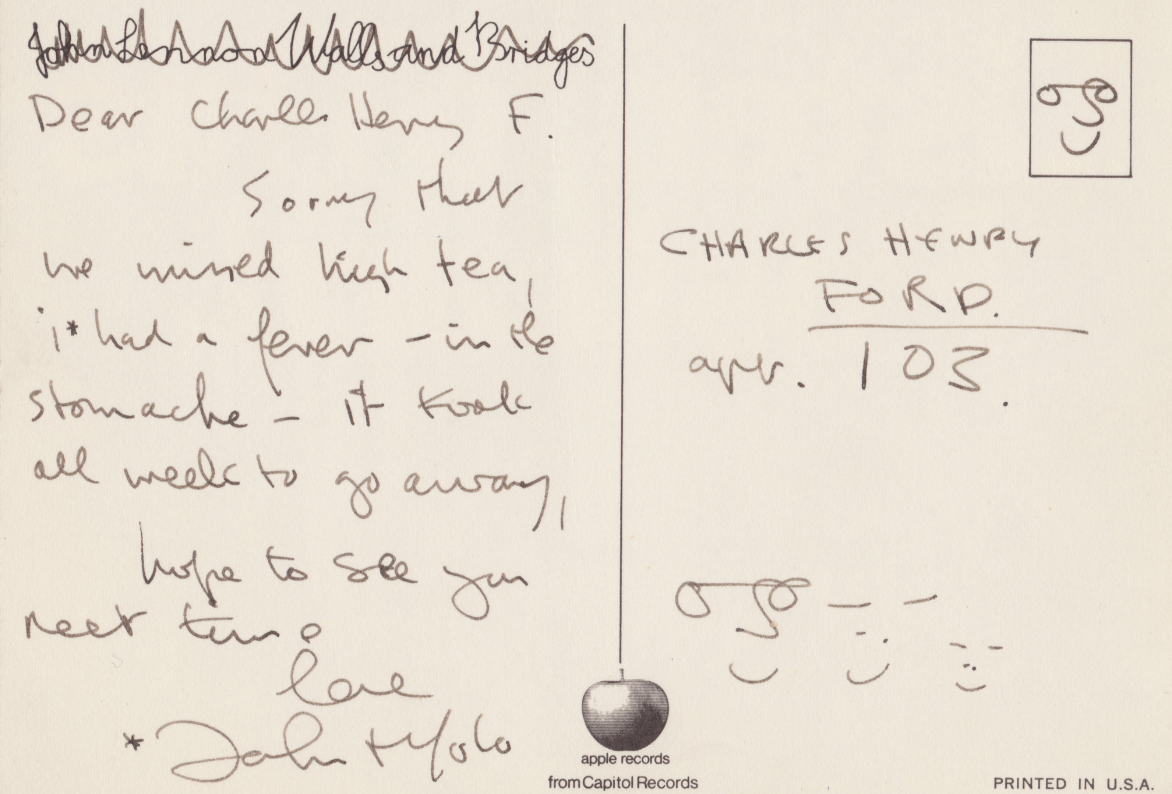 John Lennon Walls and Bridges
Dear Charles Henry F.
Sorry that
we missed high tea,
i* had a fever – in the
stomache – it took
all week to go away,
hope to see you
next time
love
* John + Yoko
CHARLES HENRY
FORD.
apt. 103.
apple records
from Capitol Records
PRINTED IN U.S.A.